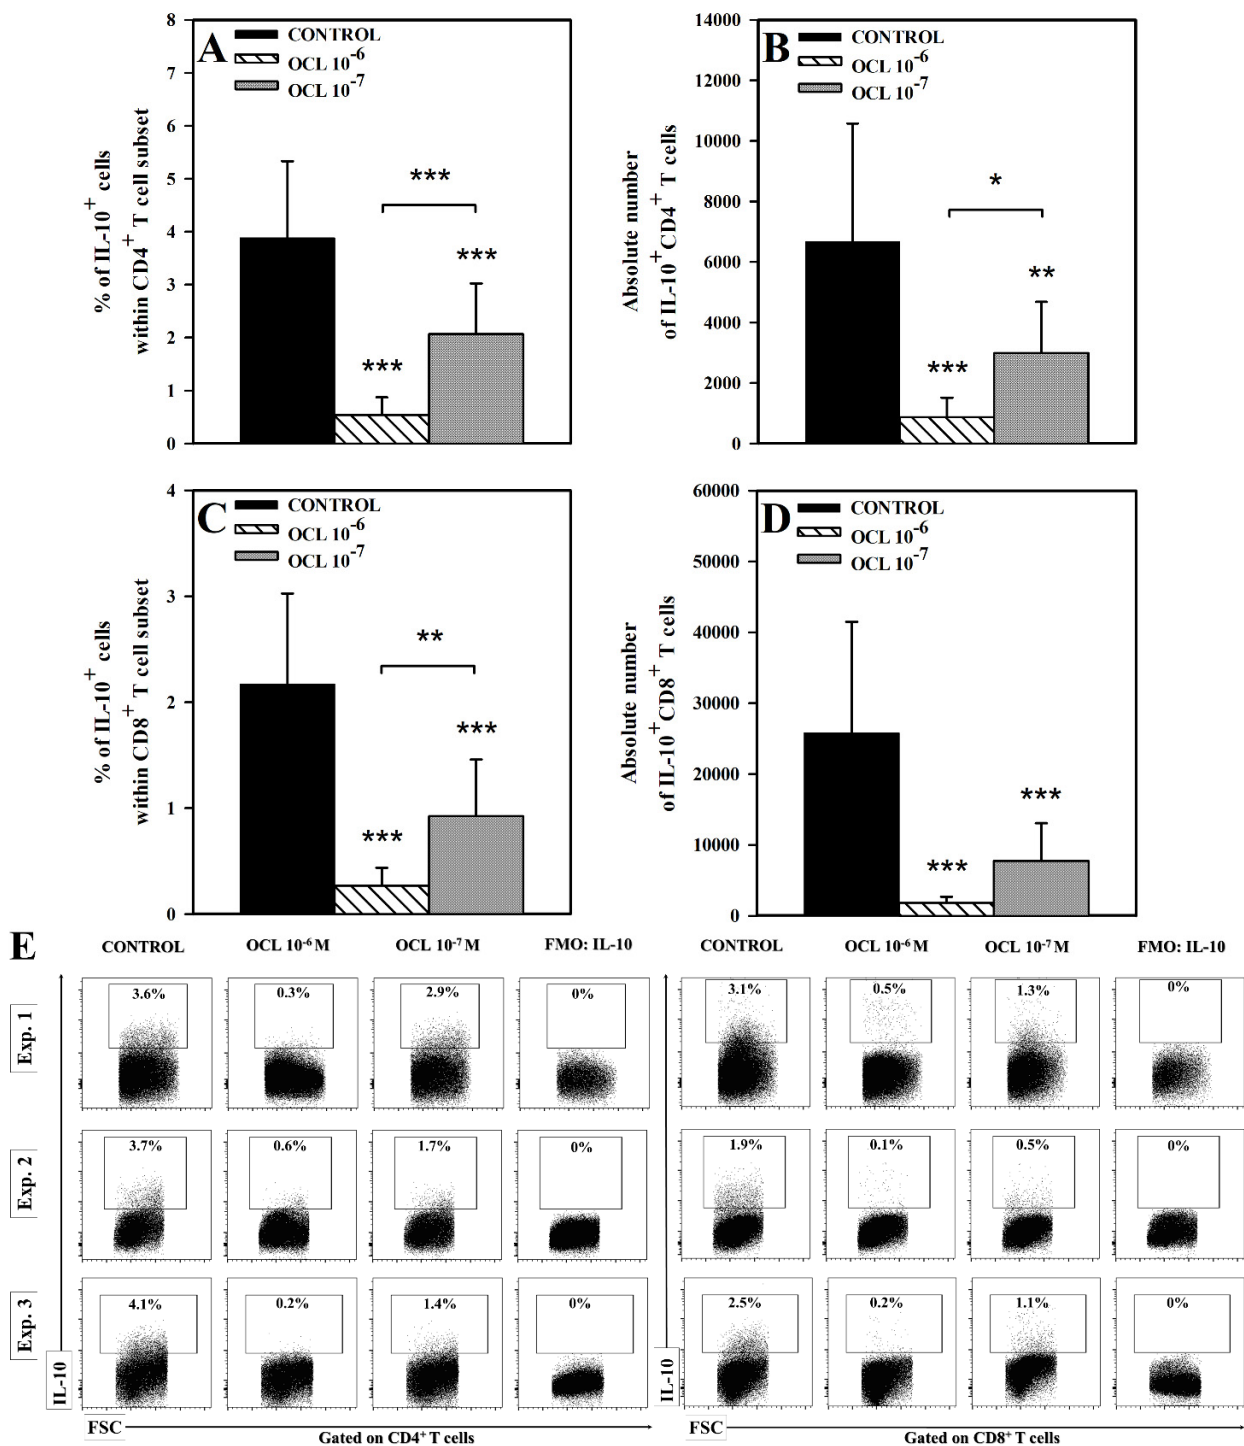 A
CONTROL
OCL 10-6
OCL 10-7
8
7
6
5
4
3
2
1
0
% of IL-10+ cells
within CD4+ T cell subset
***
***
***
B
CONTROL
OCL 10-6
OCL 10-7
14000
12000
10000
8000
6000
4000
2000
0
Absolute number
of IL-10+CD4+ T cells
*
**
***
C
CONTROL
OCL 10-6
OCL 10-7
4
3
2
1
0
% of IL-10+ cells
within CD8+ T cell subset
**
***
***
D
CONTROL
OCL 10-6
OCL 10-7
60000
50000
40000
30000
20000
10000
0
Absolute number
of IL-10+CD8+ T cells
***
***
E
CONTROL OCL 10-6 M OCL 10-7 M FMO: IL-10 CONTROL OCL 10-6 M OCL 10-7 M FMO: IL-10
Exp. 1
3.6% 0.3% 2.9% 0% 3.1% 0.5% 1.3% 0%
Exp. 2
3.7% 0.6% 1.7% 0% 1.9% 0.1% 0.5% 0%
Exp. 3
4.1% 0.2% 1.4% 0% 2.5% 0.2% 1.1% 0%
IL-10
IL-10
FSC
Gated on CD4+ T cells
FSC
Gated on CD8+ T cells